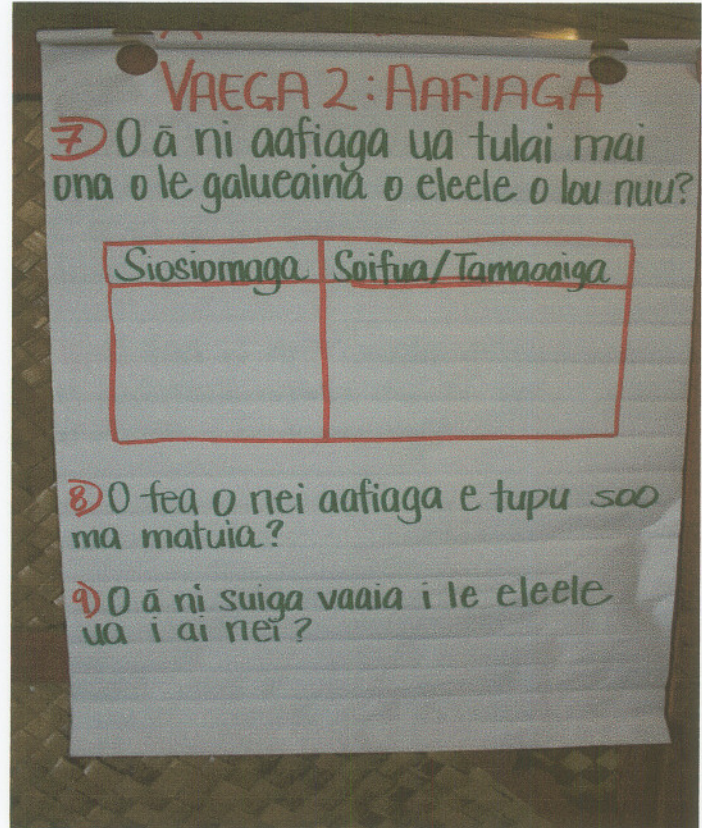 VAEGA 2: AAFIAGA
7) O ā ni aafiaga ua tulai mai
ona o le galueaina o eleele o lou nuu?
Siosiomaga Soifua/Tamaoaiga
8) O fea o nei aafiaga e tupu soo
ma matuia?
9) O ā ni suiga vaaia i le eleele
ua i ai nei?